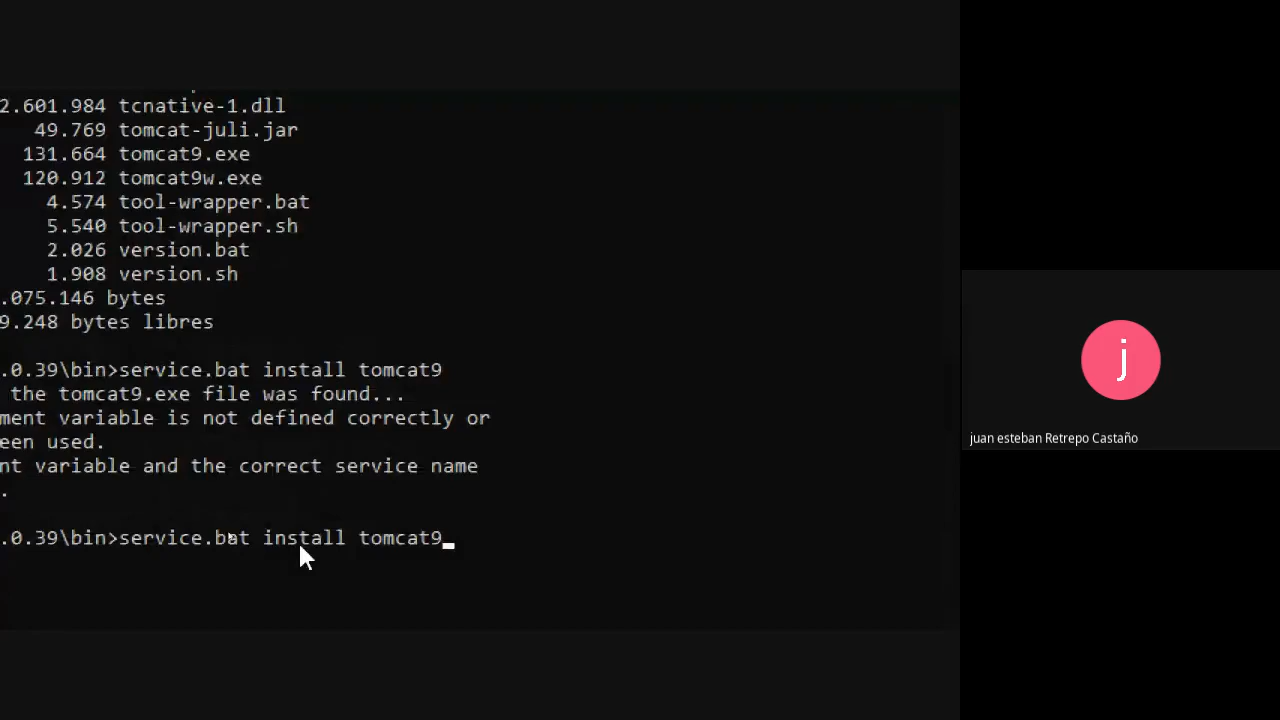 2.601.984 tcnative-1.dll
49.769 tomcat-juli.jar
131.664 tomcat9.exe
120.912 tomcat9w.exe
4.574 tool-wrapper.bat
5.540 tool-wrapper.sh
2.026 version.bat
1.908 version.sh
.075.146 bytes
9.248 bytes libres
.0.39\bin>service.bat install tomcat9
the tomcat9.exe file was found...
ment variable is not defined correctly or
een used.
nt variable and the correct service name
.
.0.39\bin>service.bat install tomcat9
j
juan esteban Retrepo Castaño